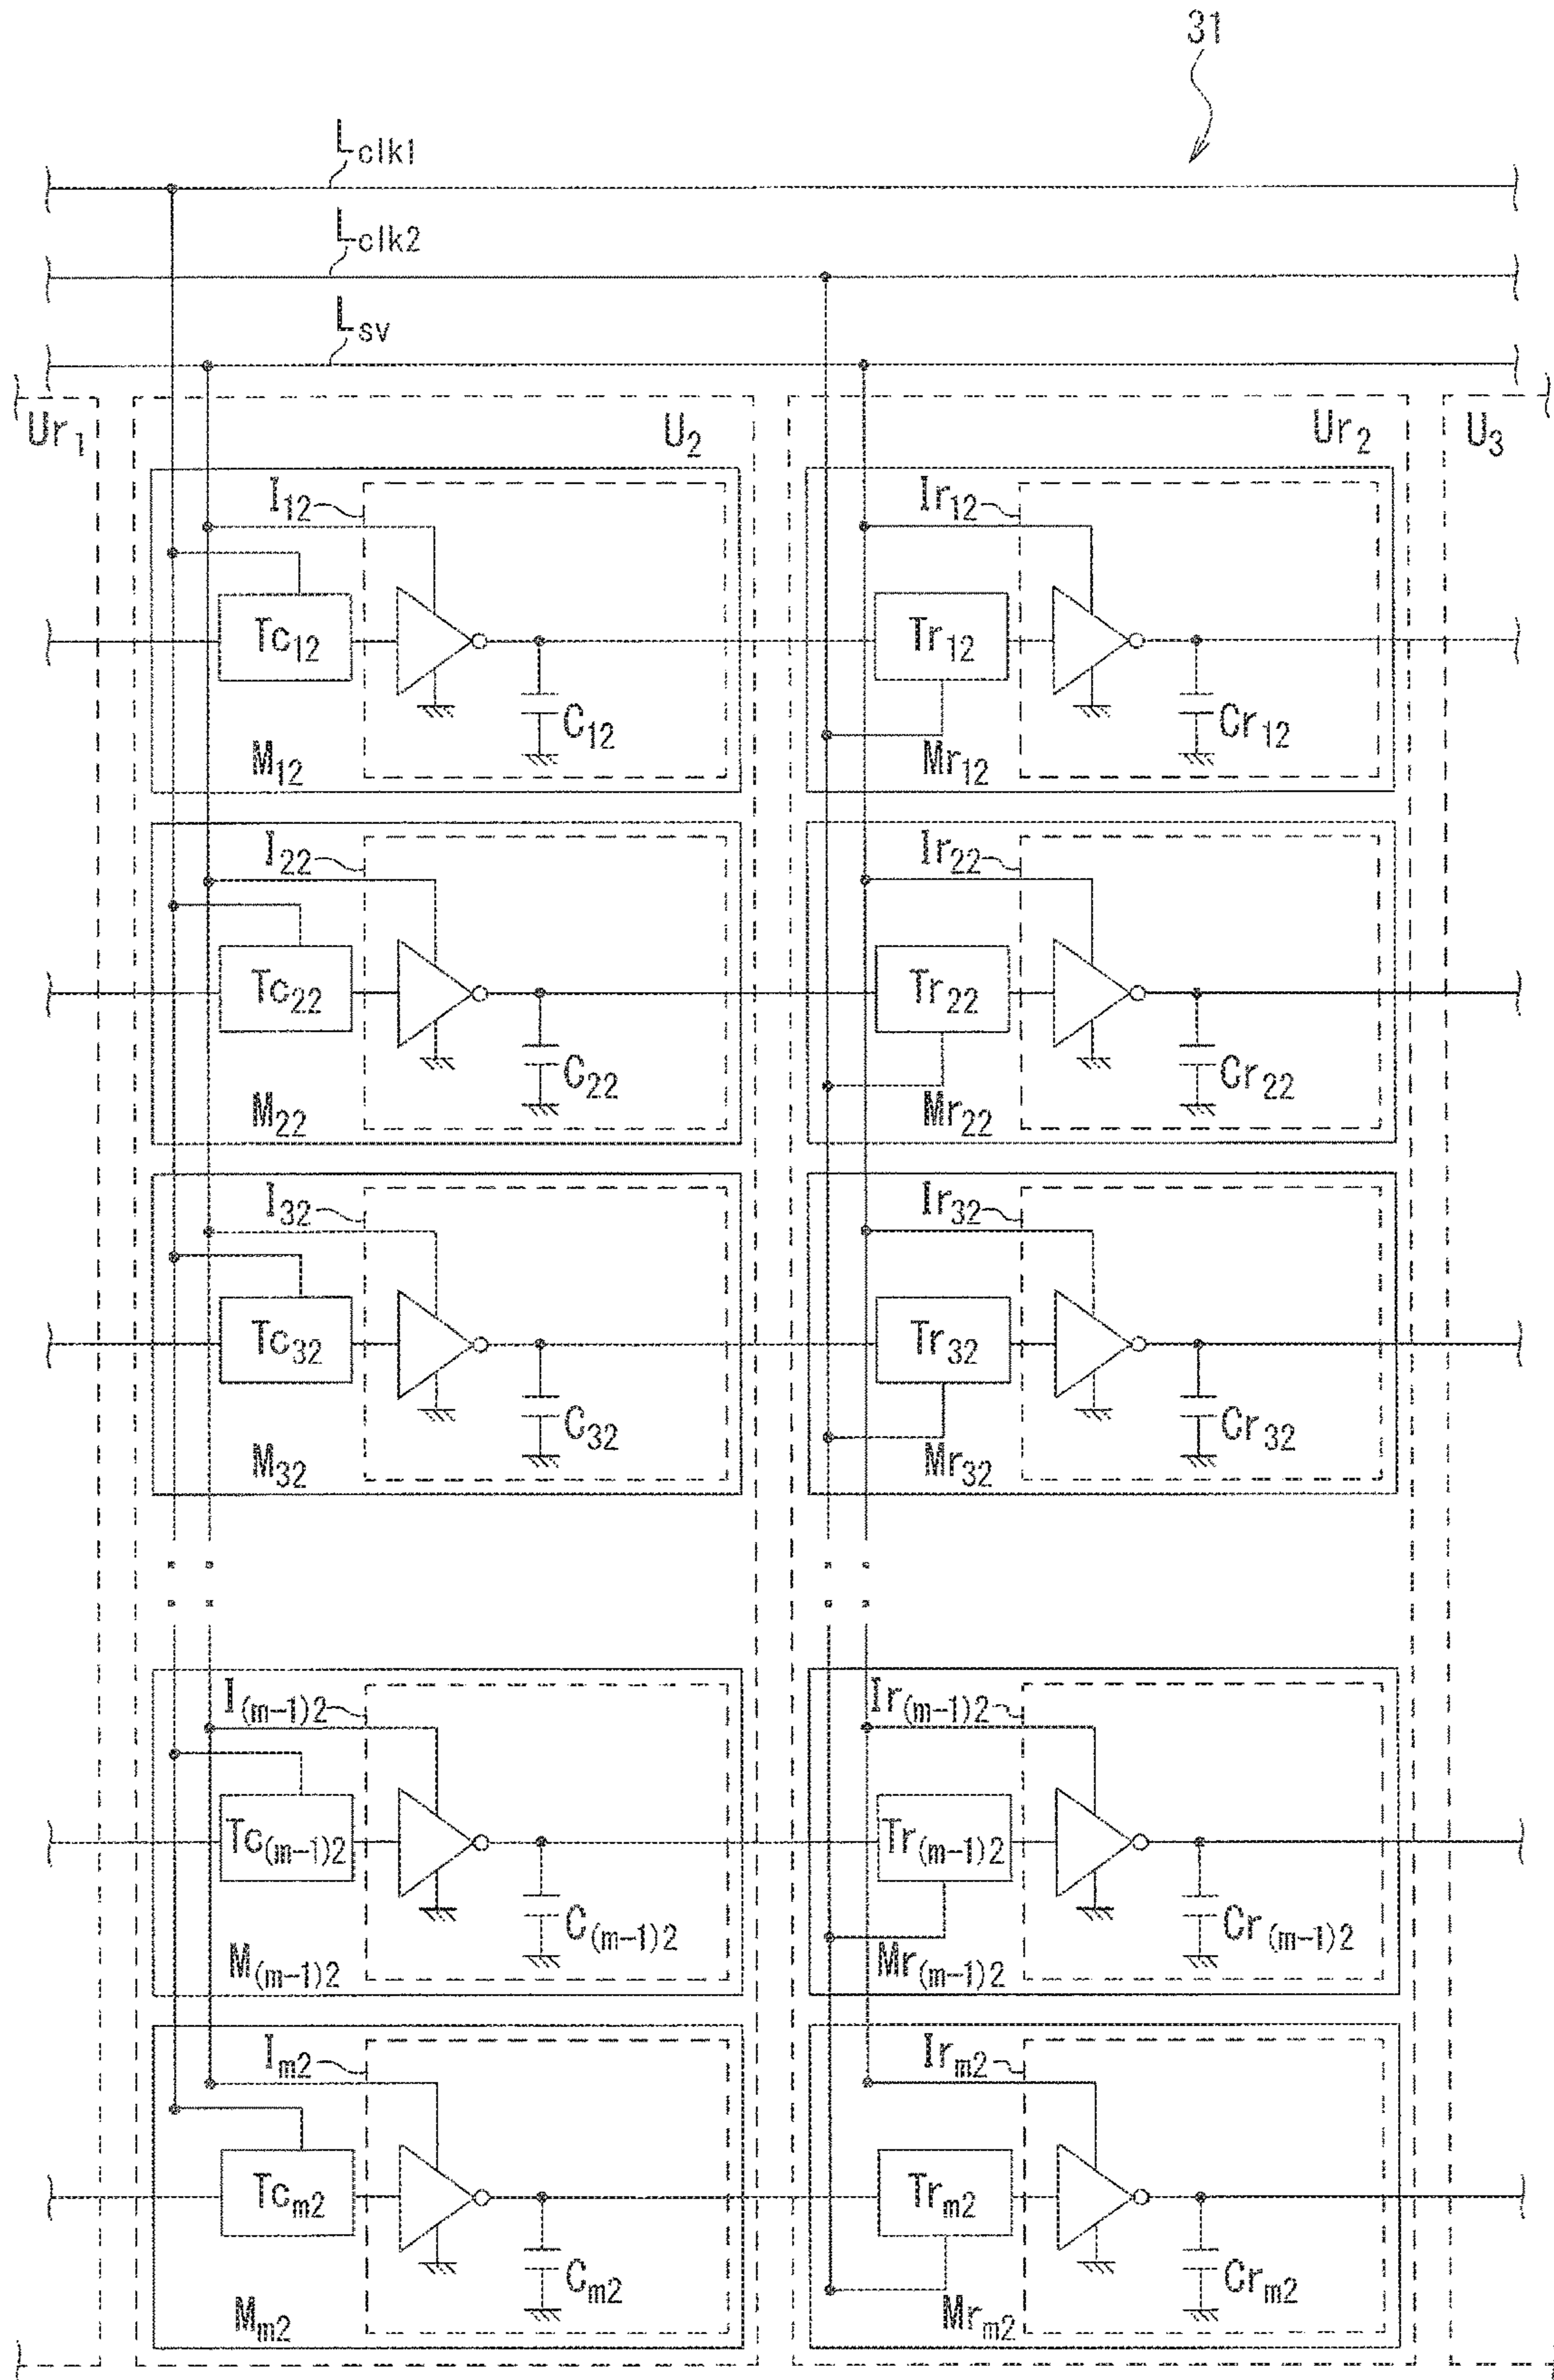 31
Lclk1
Lclk2
Lsv
Ur1
U2
Ur2
U3
I12
Ir12
Tc12
Tr12
C12
Cr12
M12
Mr12
I22
Ir22
Tc22
Tr22
C22
Cr22
M22
Mr22
I32
Ir32
Tc32
Tr32
C32
Cr32
M32
Mr32
I(m-1)2
Ir(m-1)2
Tc(m-1)2
Tr(m-1)2
C(m-1)2
Cr(m-1)2
M(m-1)2
Mr(m-1)2
Im2
Irm2
Tcm2
Trm2
Cm2
Crm2
Mm2
Mrm2